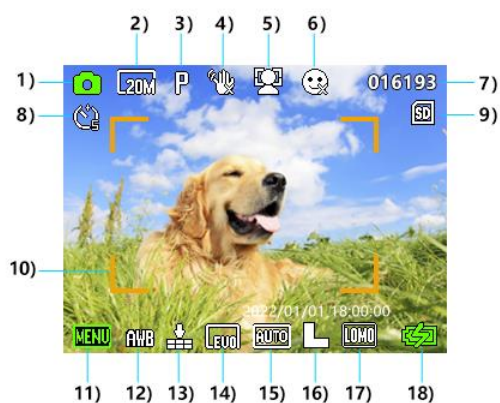 2) 3) 4) 5) 6)
1) 20M P 016193 7)
8) S SD 9)
10)
2022/01/01 18:00:00
MENU AWB EVO AUTO L LOMO
11) 12) 13) 14) 15) 16) 17) 18)